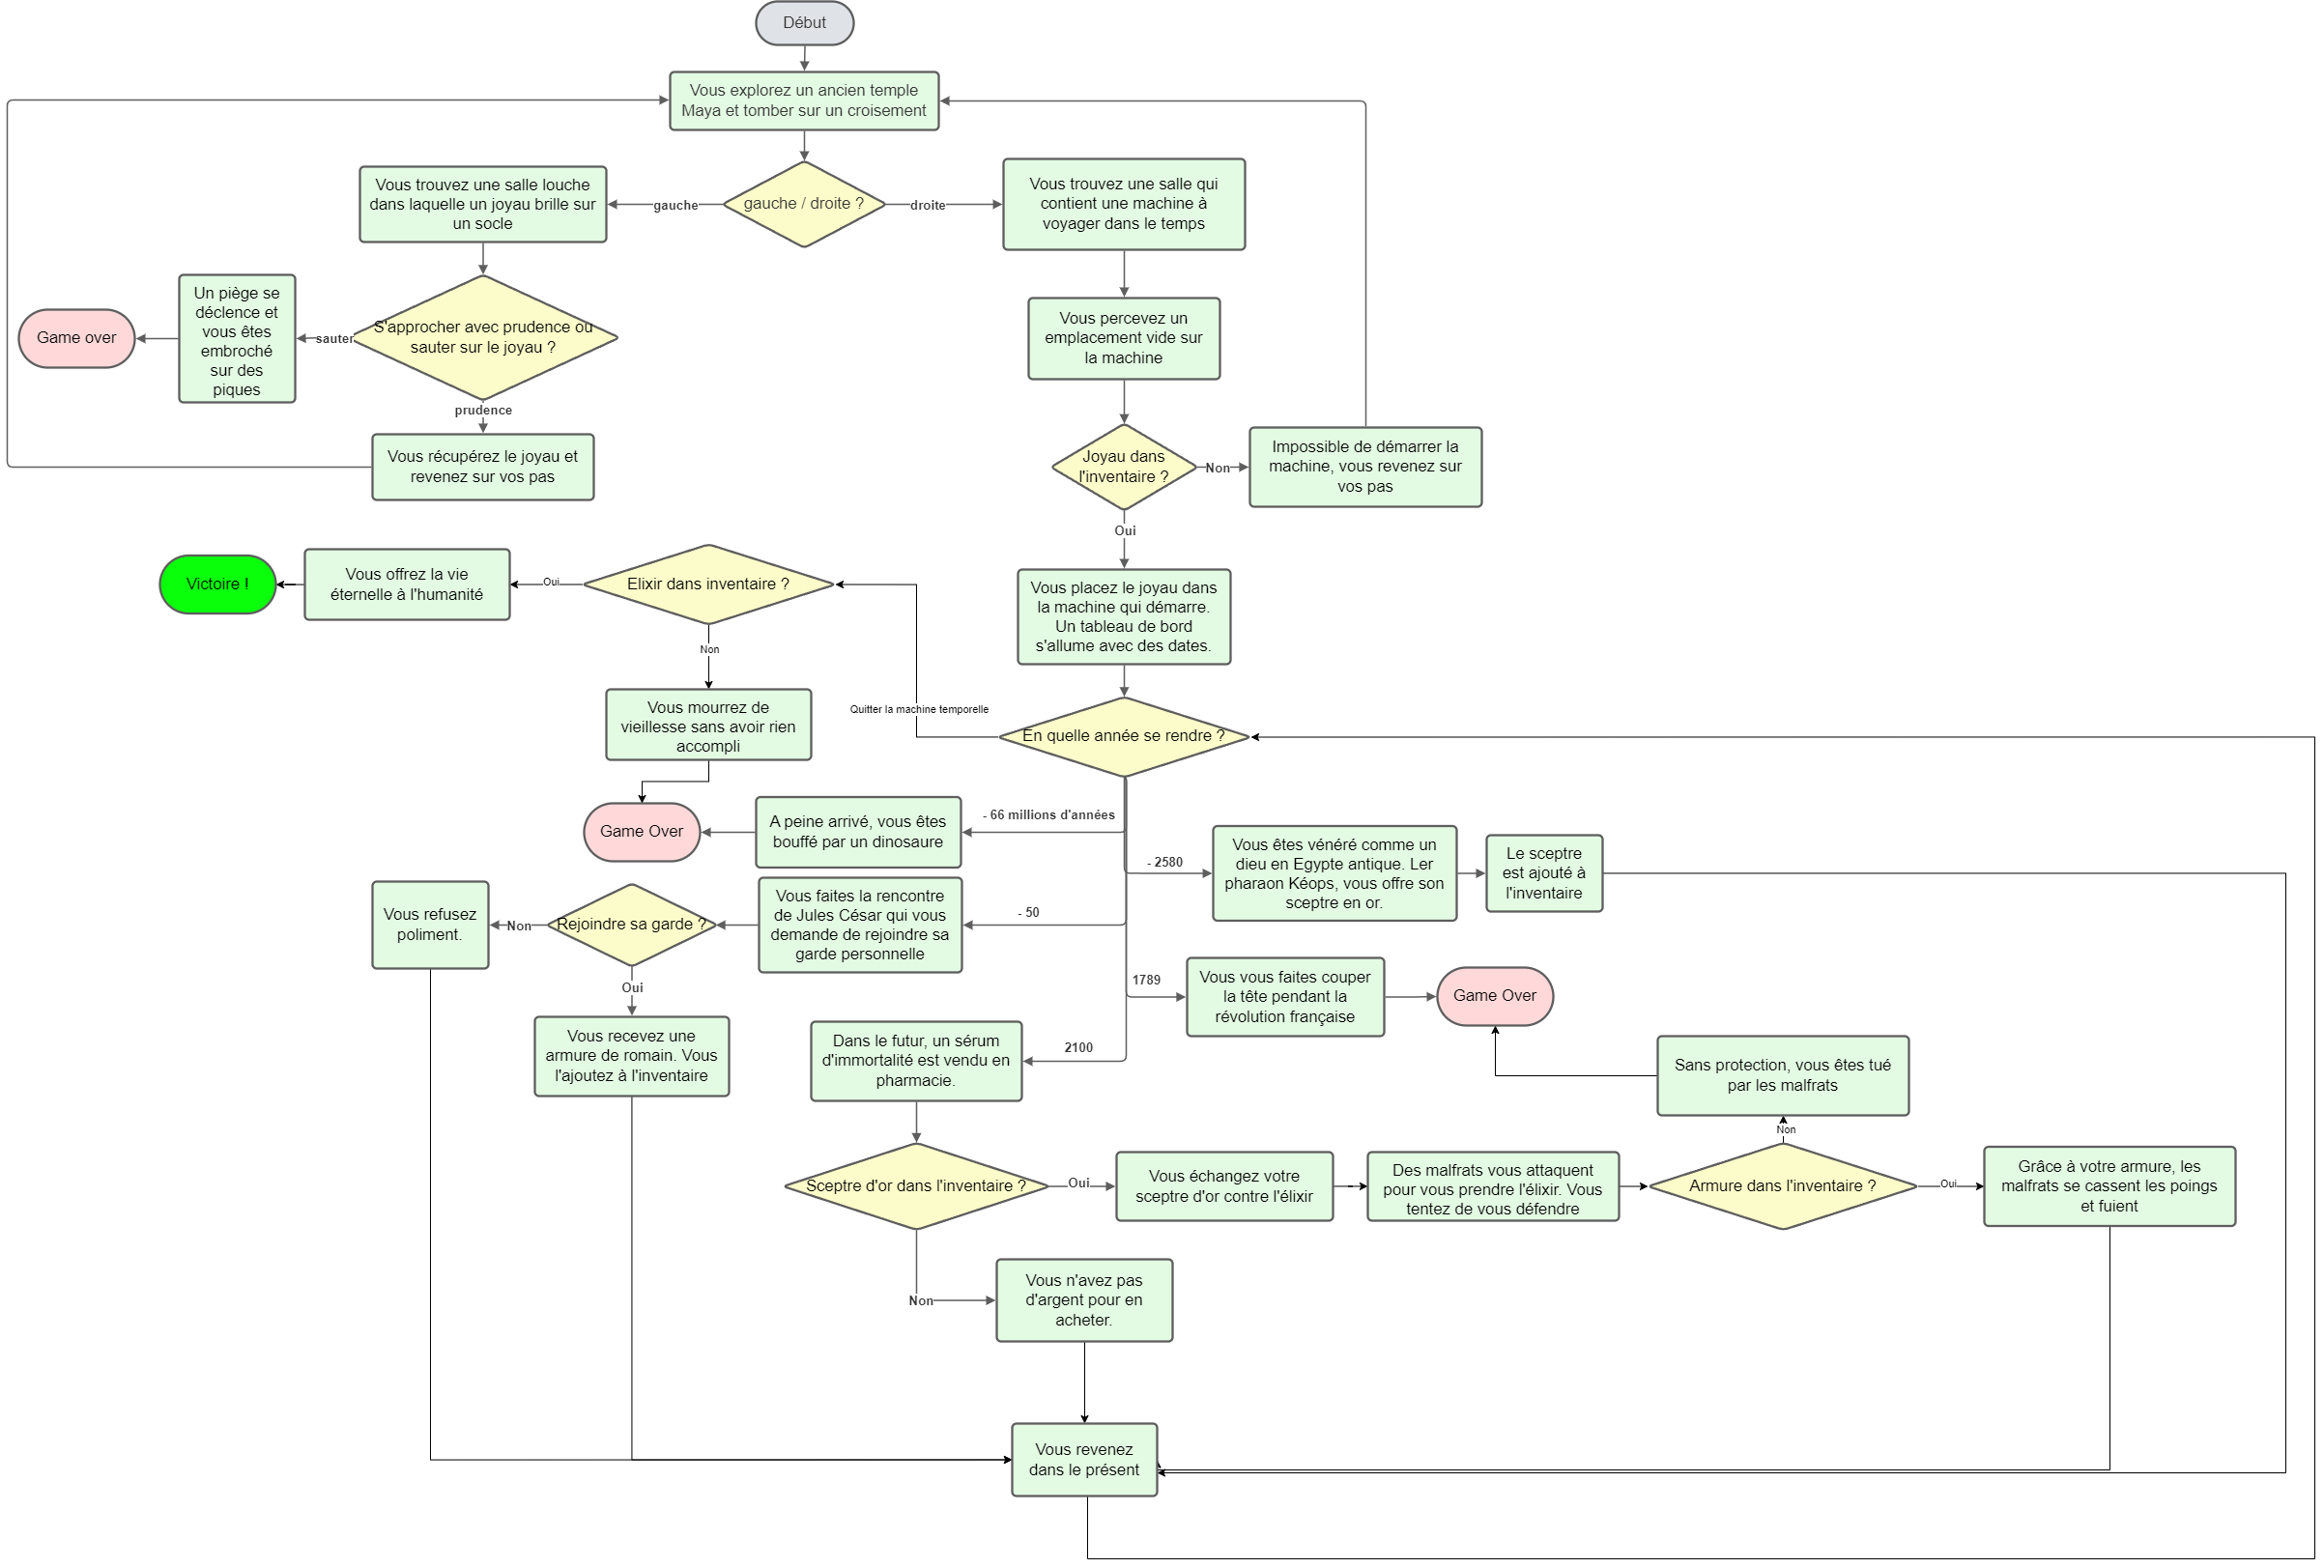 Début
Vous explorez un ancien temple
Maya et tomber sur un croisement
gauche / droite ?
gauche
droite
Vous trouvez une salle louche
dans laquelle un joyau brille sur
un socle
Vous trouvez une salle qui
contient une machine à
voyager dans le temps
S'approcher avec prudence ou
sauter sur le joyau ?
sauter
Un piège se
déclence et
vous êtes
embroché
sur des
piques
Game over
prudence
Vous récupérez le joyau et
revenez sur vos pas
Vous percevez un
emplacement vide sur
la machine
Joyau dans
l'inventaire ?
Non
Impossible de démarrer la
machine, vous revenez sur
vos pas
Oui
Vous placez le joyau dans
la machine qui démarre.
Un tableau de bord
s'allume avec des dates.
En quelle année se rendre ?
Quitter la machine temporelle
Elixir dans inventaire ?
Oui
Vous offrez la vie
éternelle à l'humanité
Victoire !
Non
Vous mourrez de
vieillesse sans avoir rien
accompli
Game Over
- 66 millions d'années
A peine arrivé, vous êtes
bouffé par un dinosaure
- 2580
Vous êtes vénéré comme un
dieu en Egypte antique. Ler
pharaon Kéops, vous offre son
sceptre en or.
Le sceptre
est ajouté à
l'inventaire
- 50
Vous faites la rencontre
de Jules César qui vous
demande de rejoindre sa
garde personnelle
Rejoindre sa garde ?
Non
Vous refusez
poliment.
Oui
Vous recevez une
armure de romain. Vous
l'ajoutez à l'inventaire
1789
Vous vous faites couper
la tête pendant la
révolution française
Game Over
2100
Dans le futur, un sérum
d'immortalité est vendu en
pharmacie.
Sceptre d'or dans l'inventaire ?
Oui
Vous échangez votre
sceptre d'or contre l'élixir
Des malfrats vous attaquent
pour vous prendre l'élixir. Vous
tentez de vous défendre
Armure dans l'inventaire ?
Non
Sans protection, vous êtes tué
par les malfrats
Oui
Grâce à votre armure, les
malfrats se cassent les poings
et fuient
Non
Vous n'avez pas
d'argent pour en
acheter.
Vous revenez
dans le présent